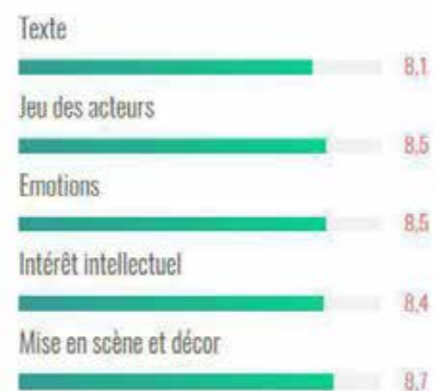 Texte
8,1
Jeu des acteurs
8,5
Emotions
8,5
Intérêt intellectuel
8,4
Mise en scène et décor
8,7